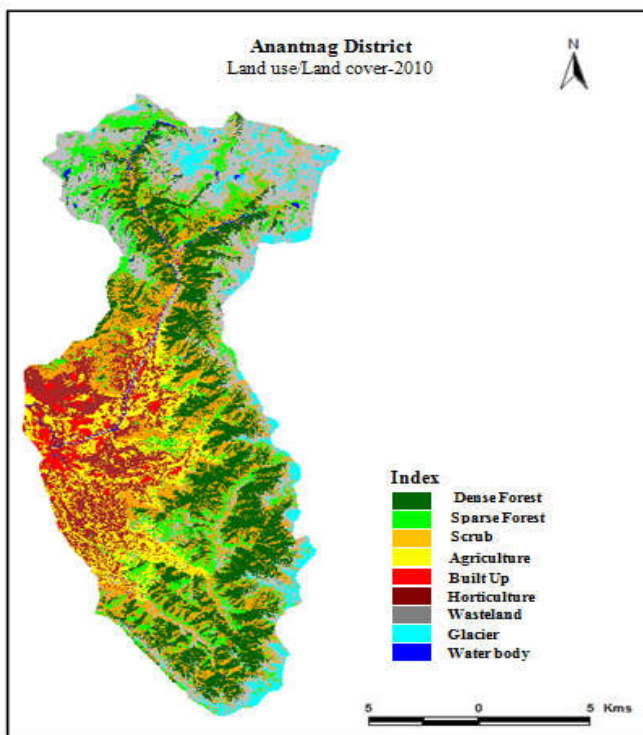 Anantnag District
Land use/Land cover-2010
N
Index
Dense Forest
Sparse Forest
Scrub
Agriculture
Built Up
Horticulture
Wasteland
Glacier
Water body
5 0 5 Kms